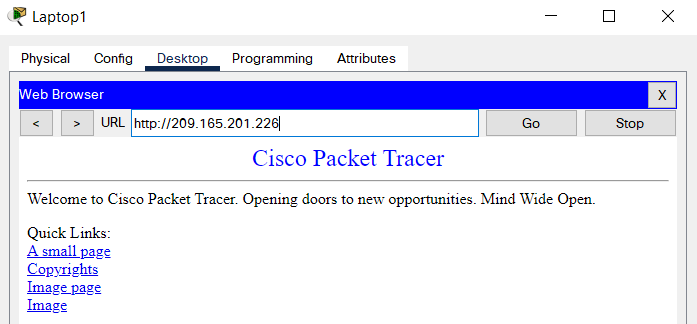 Laptop1
Physical Config Desktop Programming Attributes
Web Browser X
< > URL http://209.165.201.226 Go Stop
Cisco Packet Tracer
Welcome to Cisco Packet Tracer. Opening doors to new opportunities. Mind Wide Open.
Quick Links:
A small page
Copyrights
Image page
Image